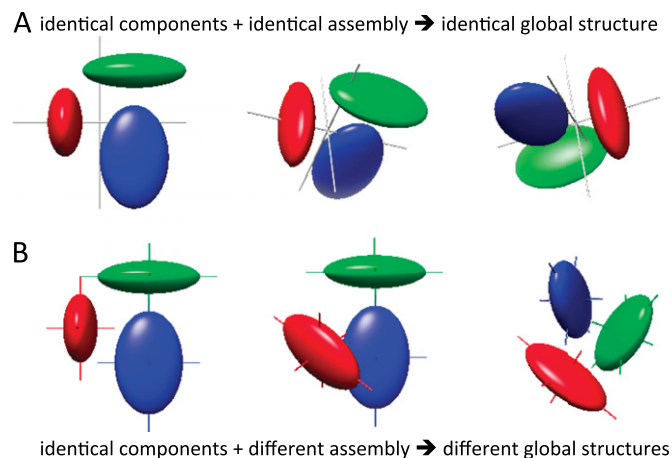 A identical components + identical assembly ➔ identical global structure
B
identical components + different assembly ➔ different global structures